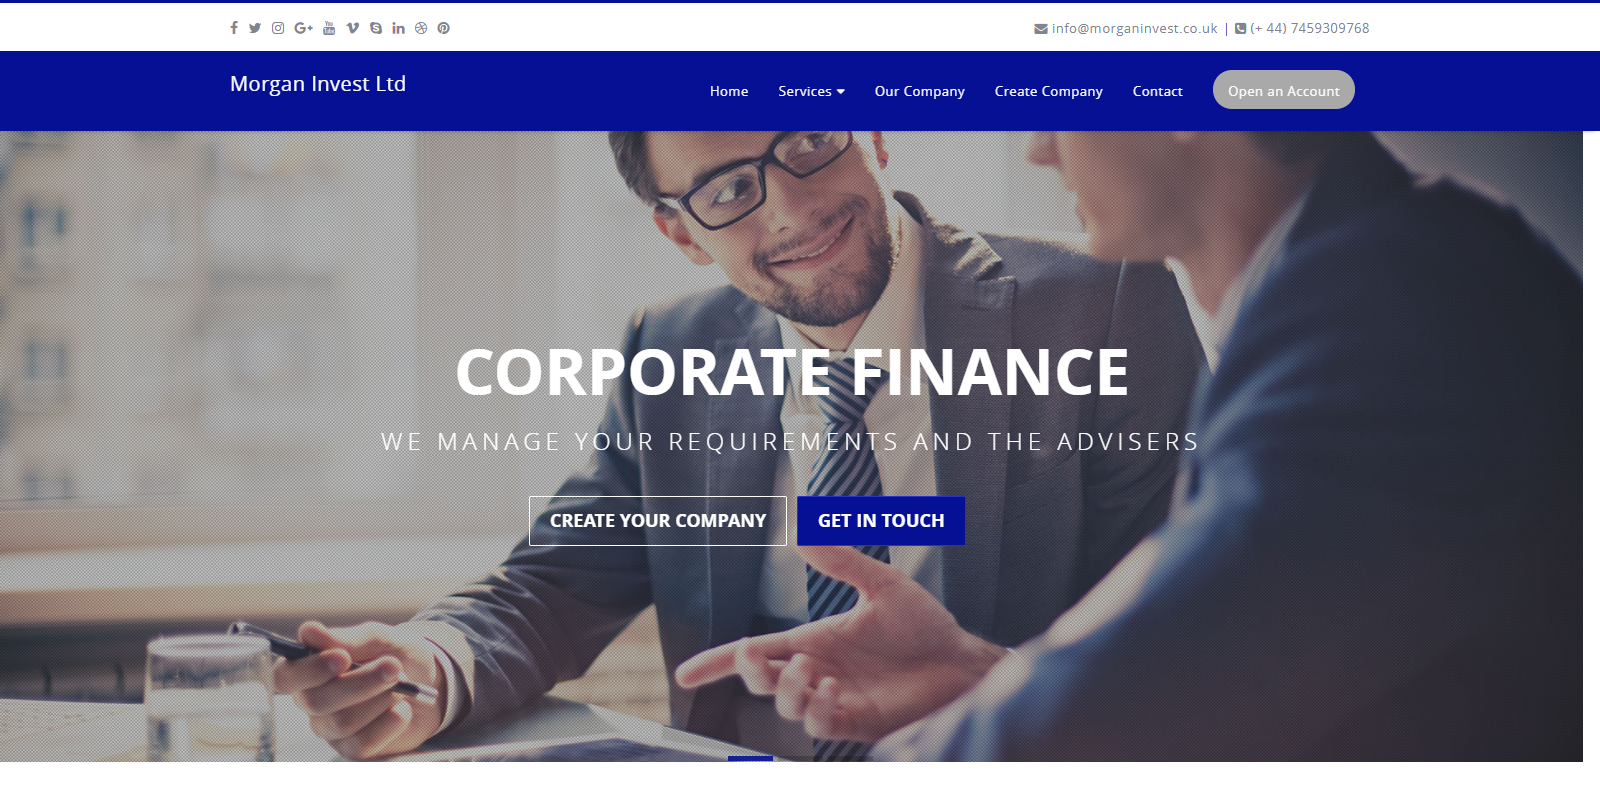 info@morganinvest.co.uk | (+ 44) 7459309768
Morgan Invest Ltd
Home Services Our Company Create Company Contact Open an Account
CORPORATE FINANCE
WE MANAGE YOUR REQUIREMENTS AND THE ADVISERS
CREATE YOUR COMPANY GET IN TOUCH